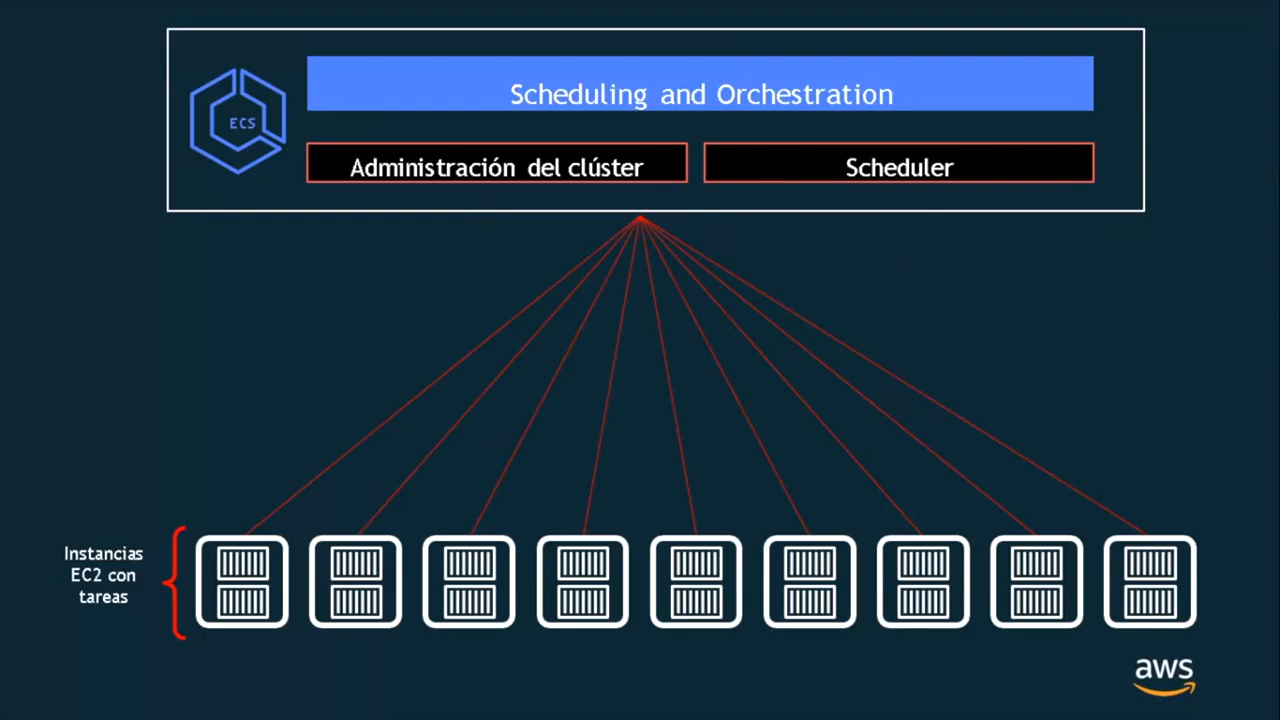 Scheduling and Orchestration
ECS
Administración del clúster
Scheduler
Instancias
EC2 con
tareas
aws